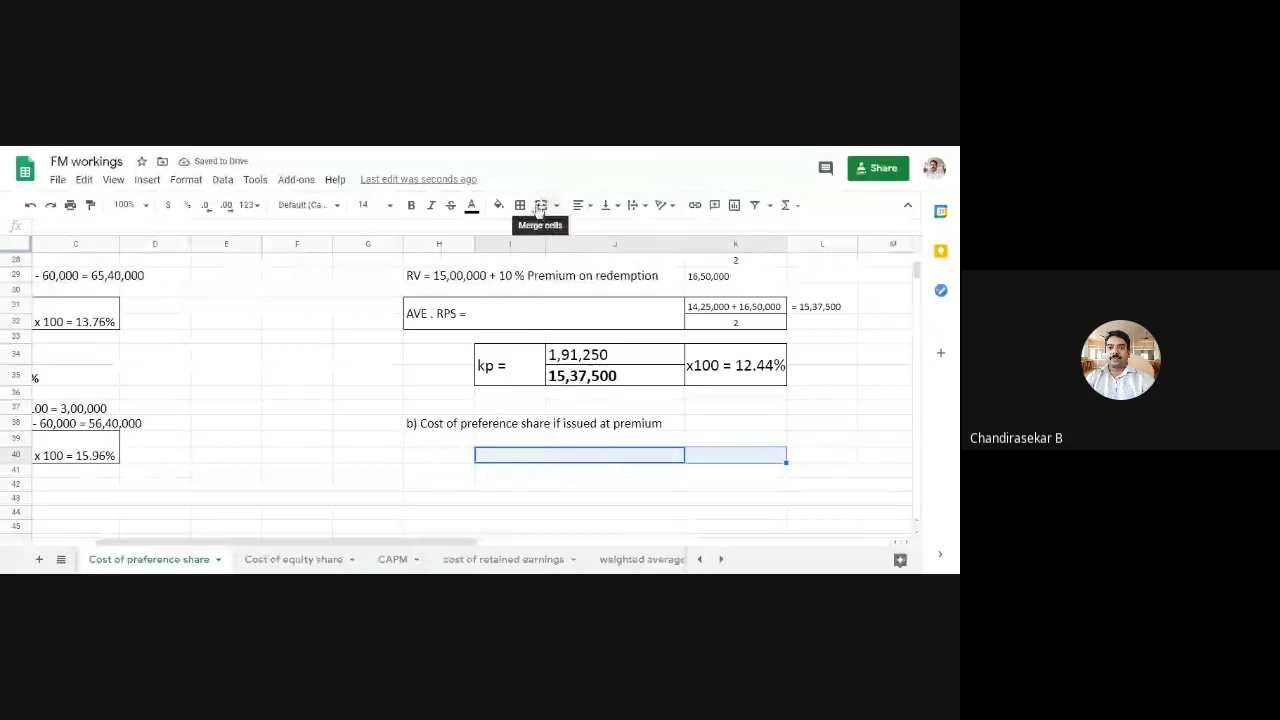 FM workings
Saved to Drive
Share
File Edit View Insert Format Data Tools Add-ons Help Last edit was seconds ago
100% $ % .0 .00 123 Default (Ca... 14 B I S A
Merge cells
fx
C D E F G H I J K L M
28 2
29 - 60,000 = 65,40,000 RV = 15,00,000 + 10 % Premium on redemption 16,50,000
30
31 14,25,000 + 16,50,000 = 15,37,500
AVE . RPS =
32 x 100 = 13.76% 2
33
34 1,91,250
kp = x100 = 12.44%
35 % 15,37,500
36
37 .00 = 3,00,000
38 - 60,000 = 56,40,000 b) Cost of preference share if issued at premium
39
40 x 100 = 15.96%
41
42
43
44
45
Cost of preference share Cost of equity share CAPM cost of retained earnings weighted average
Chandirasekar B